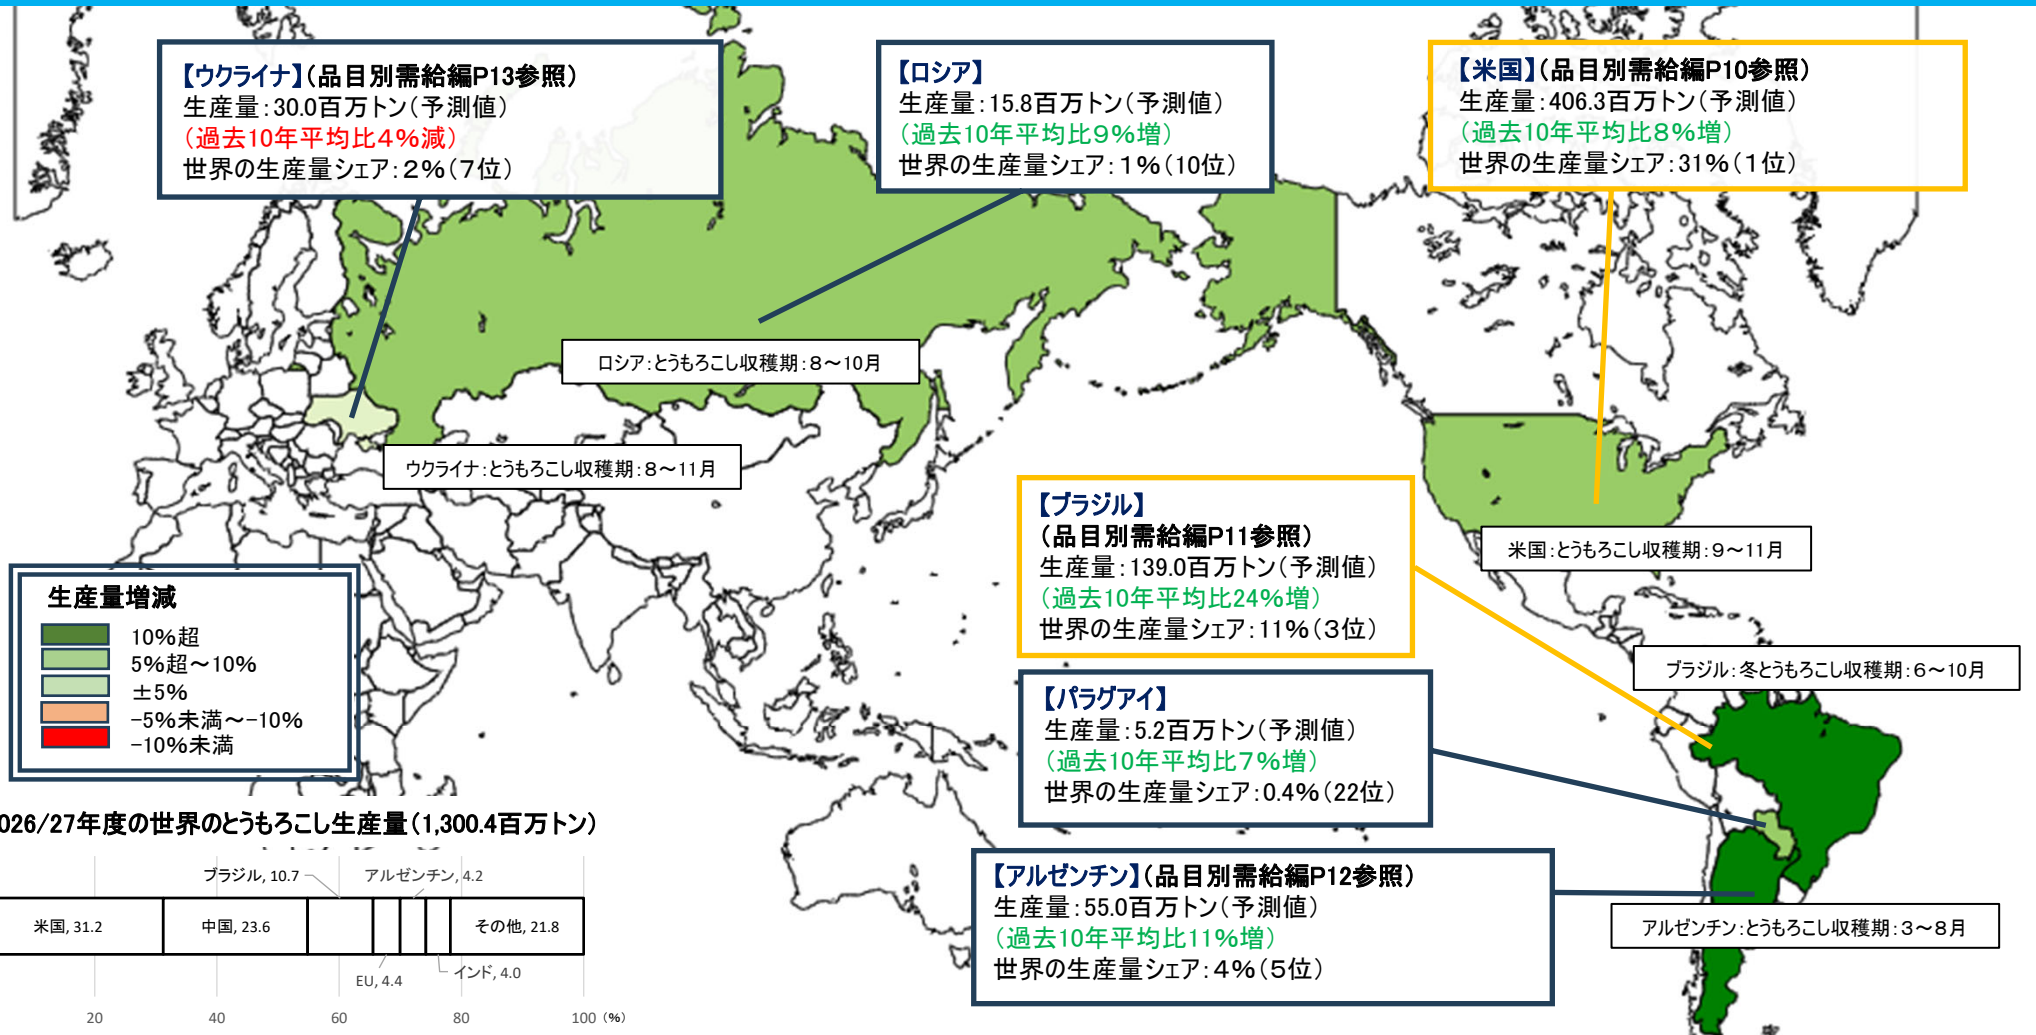 【ウクライナ】(品目別需給編P13参照)
生産量:30.0百万トン(予測値)
(過去10年平均比4%減)
世界の生産量シェア:2%(7位)
【ロシア】
生産量:15.8百万トン(予測値)
(過去10年平均比9%増)
世界の生産量シェア:1%(10位)
【米国】(品目別需給編P10参照)
生産量:406.3百万トン(予測値)
(過去10年平均比8%増)
世界の生産量シェア:31%(1位)
ロシア:とうもろこし収穫期:8~10月
ウクライナ:とうもろこし収穫期:8~11月
【ブラジル】
(品目別需給編P11参照)
生産量:139.0百万トン(予測値)
(過去10年平均比24%増)
世界の生産量シェア:11%(3位)
米国:とうもろこし収穫期:9~11月
生産量増減
10%超
5%超~10%
±5%
-5%未満~-10%
-10%未満
ブラジル:冬とうもろこし収穫期:6~10月
【パラグアイ】
生産量:5.2百万トン(予測値)
(過去10年平均比7%増)
世界の生産量シェア:0.4%(22位)
【アルゼンチン】(品目別需給編P12参照)
生産量:55.0百万トン(予測値)
(過去10年平均比11%増)
世界の生産量シェア:4%(5位)
アルゼンチン:とうもろこし収穫期:3~8月
026/27年度の世界のとうもろこし生産量(1,300.4百万トン)
ブラジル, 10.7
アルゼンチン, 4.2
米国, 31.2
中国, 23.6
その他, 21.8
EU, 4.4
インド, 4.0
20 40 60 80 100 (%)